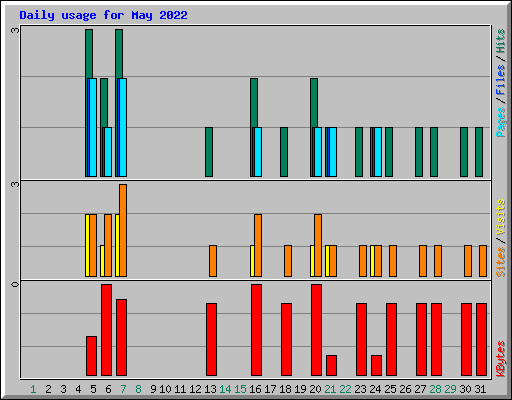 Daily usage for May 2022
3
Pages / Files / Hits
3
Sites / Visits
0
KBytes
1 2 3 4 5 6 7 8 9 10 11 12 13 14 15 16 17 18 19 20 21 22 23 24 25 26 27 28 29 30 31